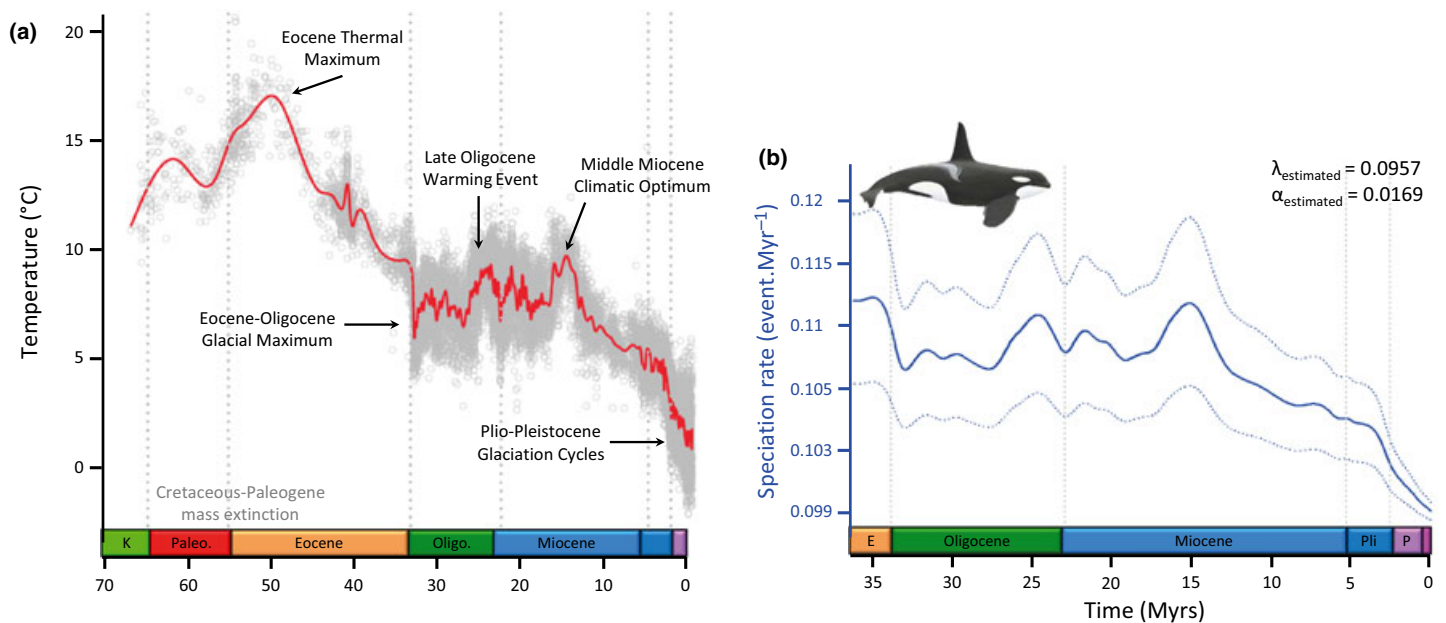 (a)
20
15
10
5
0
Temperature (°C)
Eocene Thermal
Maximum
Late Oligocene
Warming Event
Middle Miocene
Climatic Optimum
Eocene-Oligocene
Glacial Maximum
Plio-Pleistocene
Glaciation Cycles
Cretaceous-Paleogene
mass extinction
K Paleo. Eocene Oligo. Miocene
70 60 50 40 30 20 10 0
(b)
λestimated = 0.0957
αestimated = 0.0169
0.12
0.115
0.11
0.105
0.103
0.099
Speciation rate (event.Myr−1)
E Oligocene Miocene Pli P
35 30 25 20 15 10 5 0
Time (Myrs)